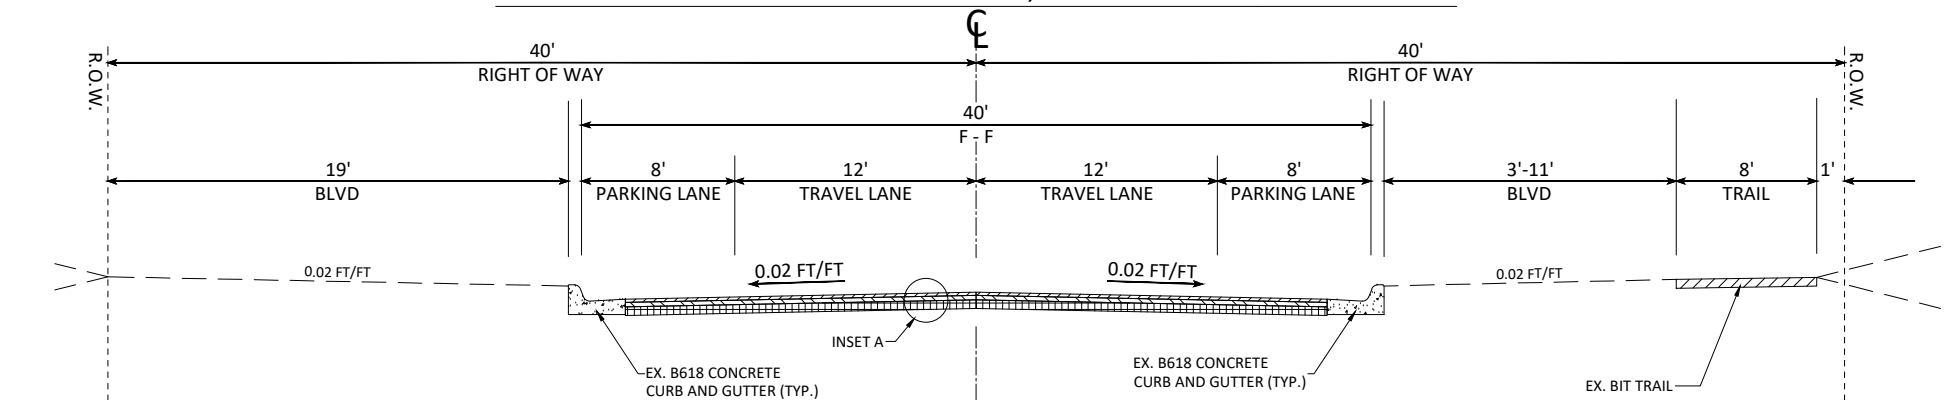 ℄
R.O.W.
40'
RIGHT OF WAY
40'
RIGHT OF WAY
R.O.W.
40'
F - F
19'
BLVD
8'
PARKING LANE
12'
TRAVEL LANE
12'
TRAVEL LANE
8'
PARKING LANE
3'-11'
BLVD
8'
TRAIL
1'
0.02 FT/FT
0.02 FT/FT
0.02 FT/FT
0.02 FT/FT
INSET A
EX. B618 CONCRETE
CURB AND GUTTER (TYP.)
EX. B618 CONCRETE
CURB AND GUTTER (TYP.)
EX. BIT TRAIL